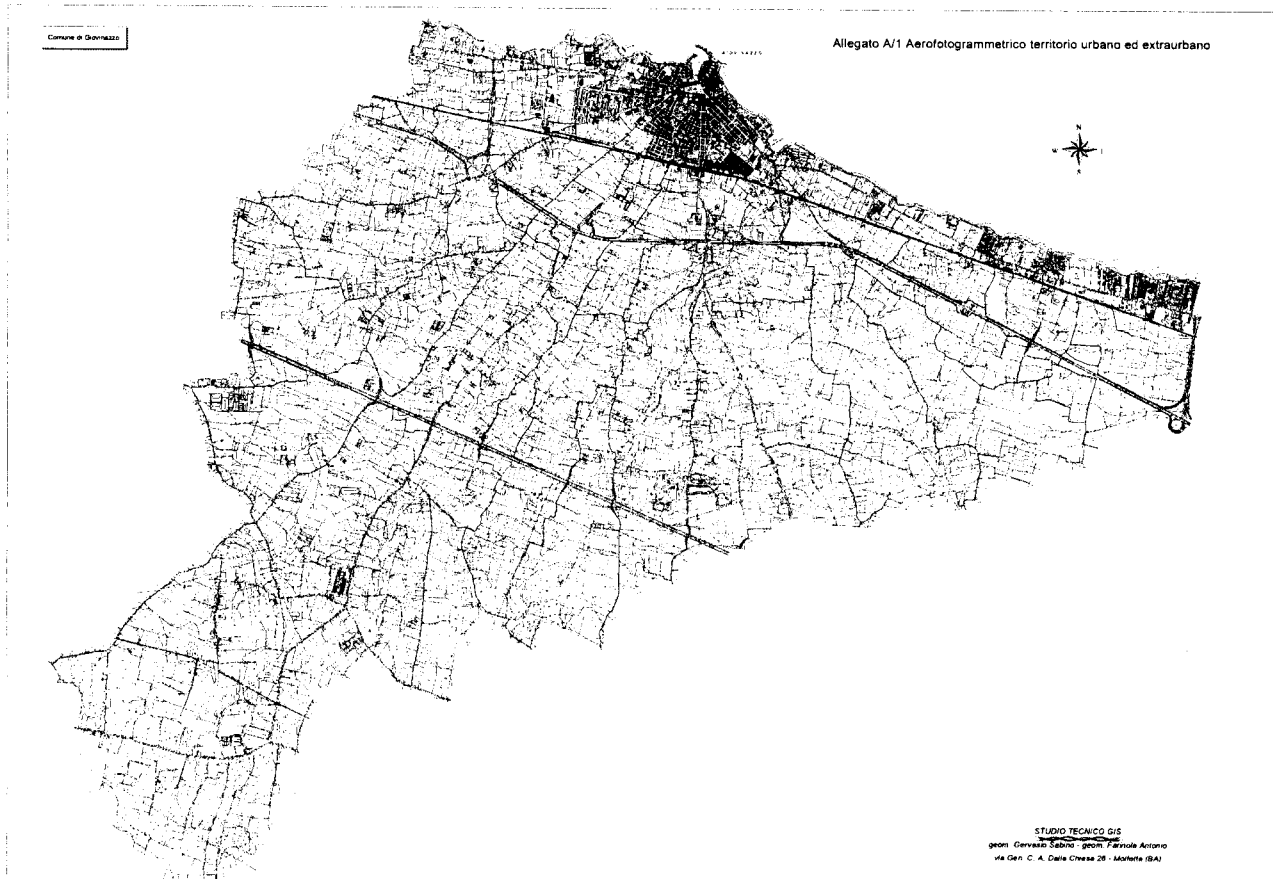 Comune di Giovinazzo
Allegato A/1 Aerofotogrammetrico territorio urbano ed extraurbano
GIOVINAZZO
N
W
S
STUDIO TECNICO GIS
geom. Gervasio Sabino - geom. Farinola Antonio
via Gen. C. A. Dalla Chiesa 26 - Molfetta (BA)